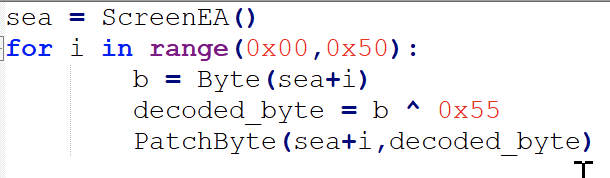 sea = ScreenEA()
for i in range(0x00,0x50):
b = Byte(sea+i)
decoded_byte = b ^ 0x55
PatchByte(sea+i,decoded_byte)